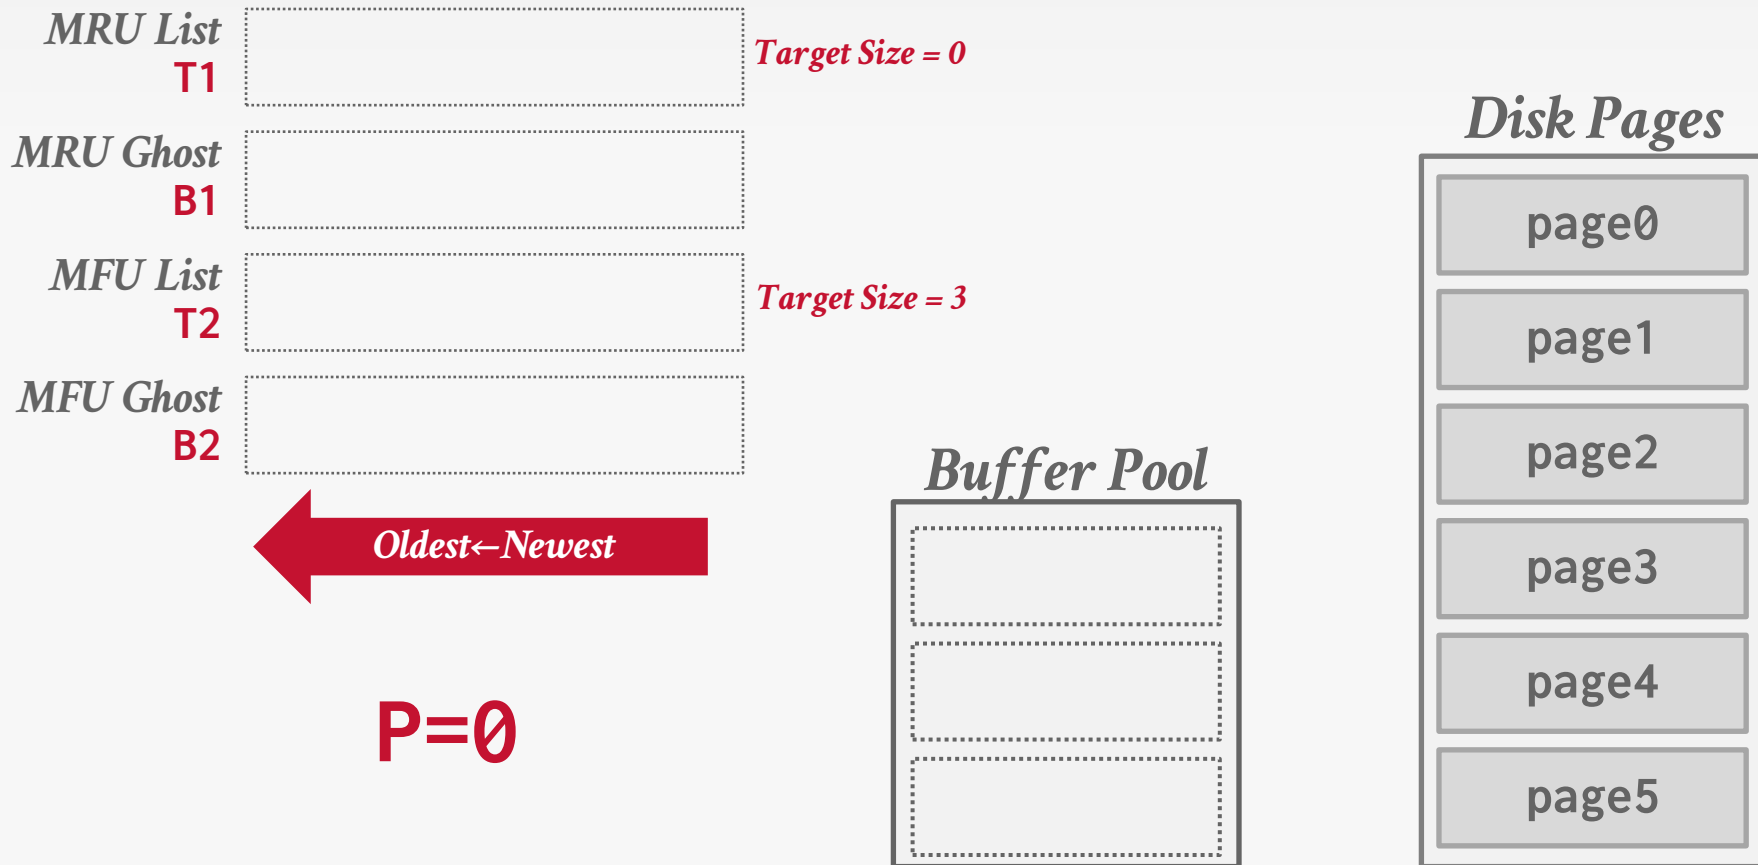 MRU List
T1
Target Size = 0
MRU Ghost
B1
MFU List
T2
Target Size = 3
MFU Ghost
B2
Oldest←Newest
P=0
Buffer Pool
Disk Pages
page0
page1
page2
page3
page4
page5